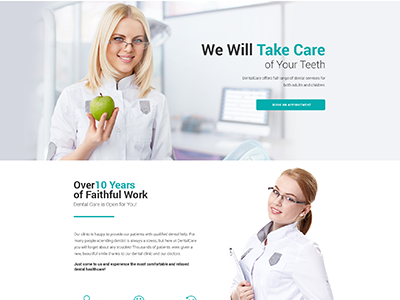 We Will Take Care
of Your Teeth
DentalCare offers full range of dental services for
both adults and children.
BOOK AN APPOINTMENT
Over10 Years
of Faithful Work
Dental Care is Open for You!
Our clinic is happy to provide our patients with qualified dental help. For
many people attending dentist is always a stress, but here at DentalCare
you will forget about any troubles! Thousands of patients were given a
new, beautiful smile thanks to our dental clinic and our doctors.
Just come to us and experience the most comfortable and relaxed
dental healthcare!